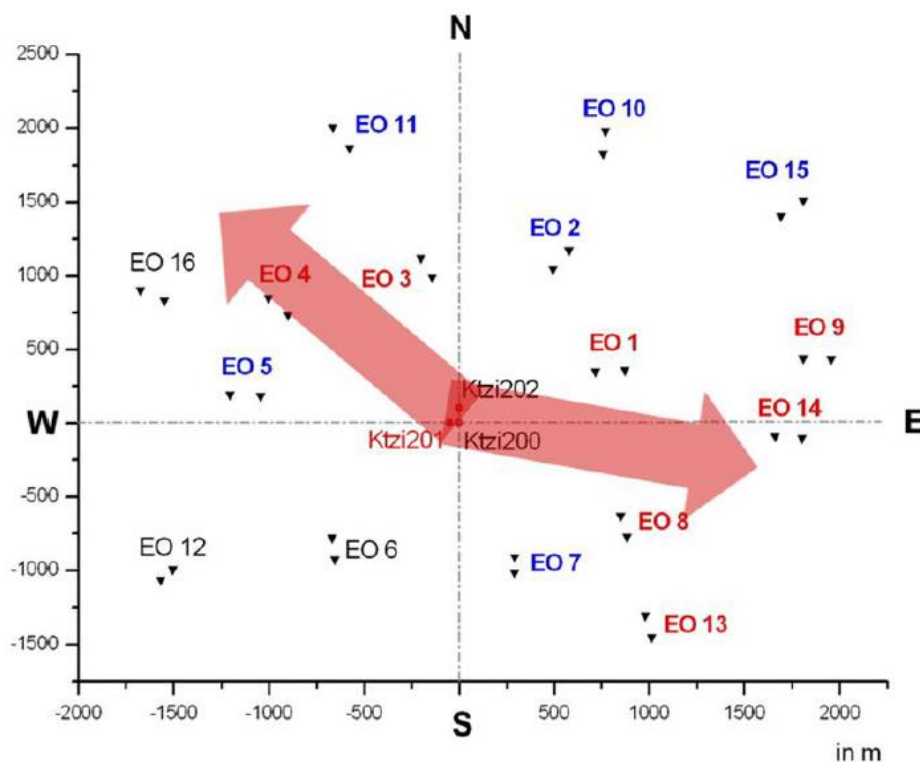 N
2500
2000
1500
1000
500
0
-500
-1000
-1500
EO 11
EO 10
EO 15
EO 2
EO 16
EO 4
EO 3
EO 9
EO 1
EO 5
Ktzi202
EO 14
W
E
Ktzi201
Ktzi200
EO 8
EO 12
EO 6
EO 7
EO 13
-2000
-1500
-1000
-500
S
500
1000
1500
2000
in m